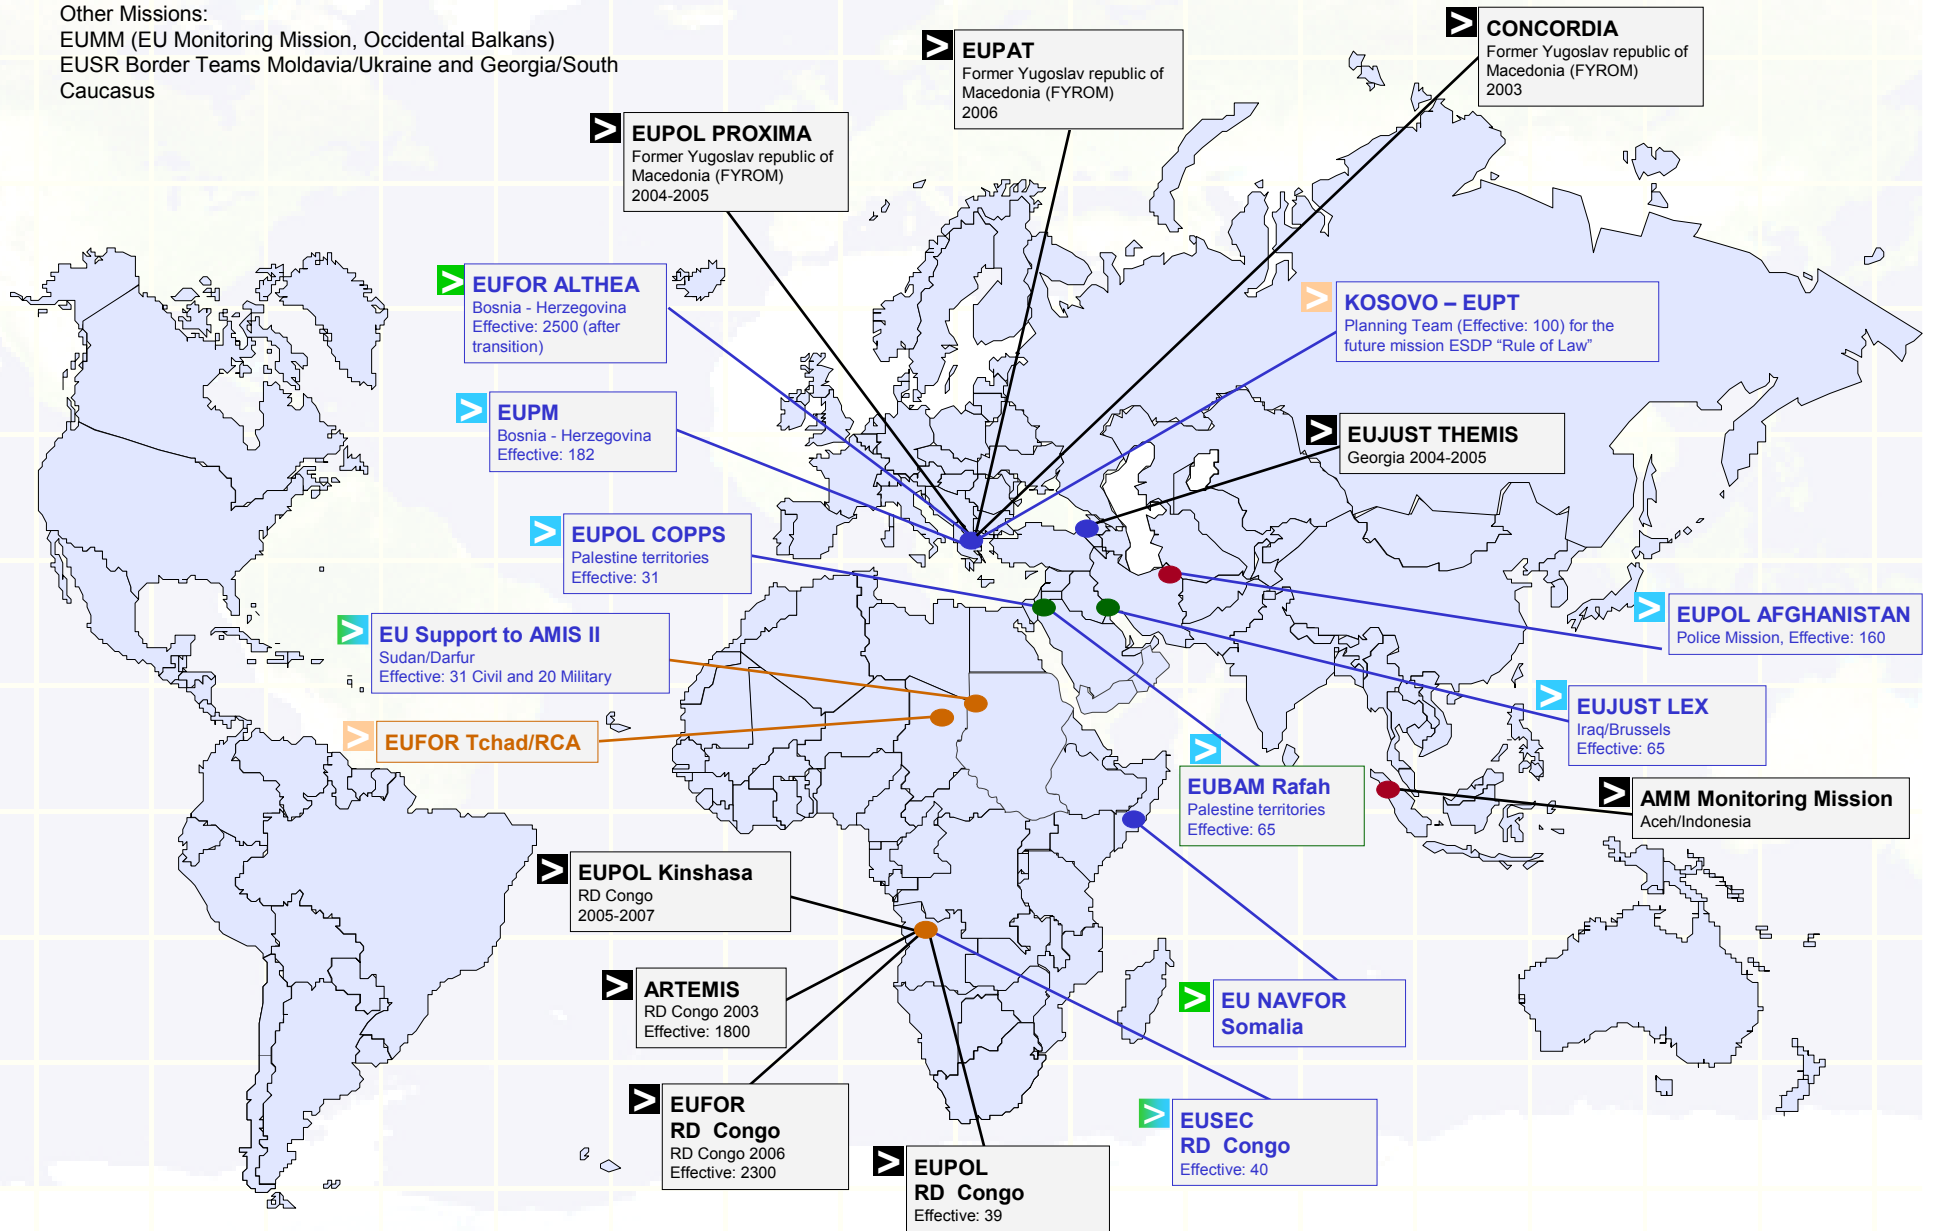 Other Missions:
EUMM (EU Monitoring Mission, Occidental Balkans)
EUSR Border Teams Moldavia/Ukraine and Georgia/South
Caucasus
>
CONCORDIA
Former Yugoslav republic of
Macedonia (FYROM)
2003
>
EUPAT
Former Yugoslav republic of
Macedonia (FYROM)
2006
>
EUPOL PROXIMA
Former Yugoslav republic of
Macedonia (FYROM)
2004-2005
>
EUFOR ALTHEA
Bosnia - Herzegovina
Effective: 2500 (after
transition)
>
KOSOVO – EUPT
Planning Team (Effective: 100) for the
future mission ESDP “Rule of Law”
>
EUPM
Bosnia - Herzegovina
Effective: 182
>
EUJUST THEMIS
Georgia 2004-2005
>
EUPOL COPPS
Palestine territories
Effective: 31
>
EUPOL AFGHANISTAN
Police Mission, Effective: 160
>
EU Support to AMIS II
Sudan/Darfur
Effective: 31 Civil and 20 Military
>
EUJUST LEX
Iraq/Brussels
Effective: 65
>
EUFOR Tchad/RCA
>
EUBAM Rafah
Palestine territories
Effective: 65
>
AMM Monitoring Mission
Aceh/Indonesia
>
EUPOL Kinshasa
RD Congo
2005-2007
>
ARTEMIS
RD Congo 2003
Effective: 1800
>
EU NAVFOR
Somalia
>
EUFOR
RD Congo
RD Congo 2006
Effective: 2300
>
EUSEC
RD Congo
Effective: 40
>
EUPOL
RD Congo
Effective: 39